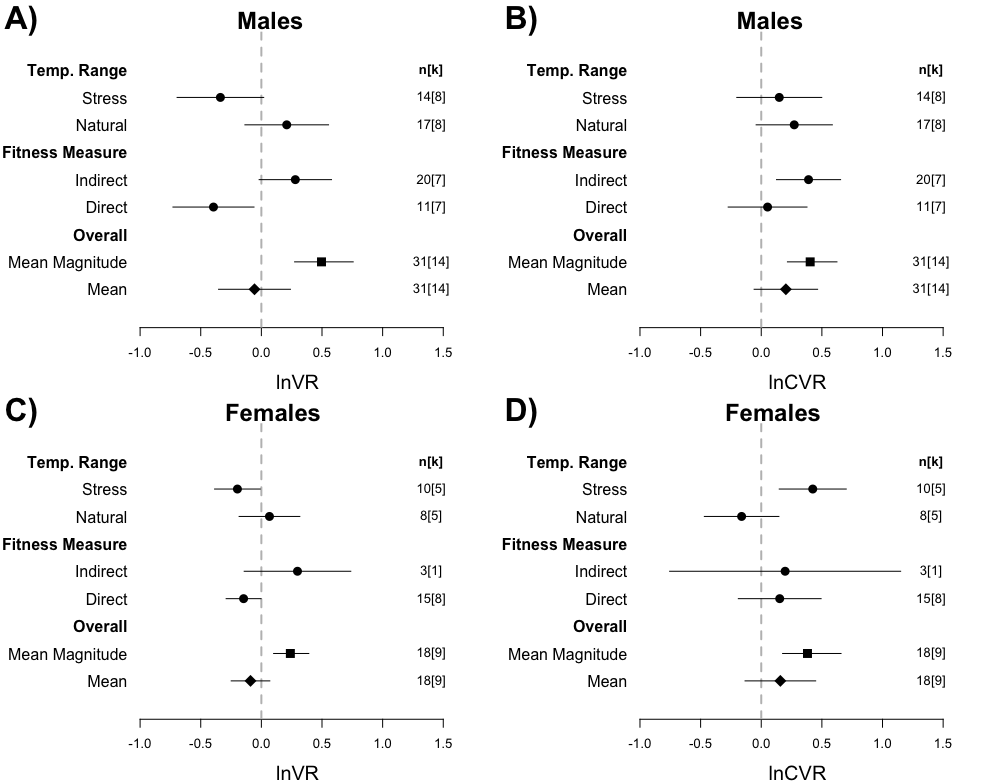 A) Males
Temp. Range n[k]
Stress 14[8]
Natural 17[8]
Fitness Measure
Indirect 20[7]
Direct 11[7]
Overall
Mean Magnitude 31[14]
Mean 31[14]
-1.0 -0.5 0.0 0.5 1.0 1.5
lnVR
B) Males
Temp. Range n[k]
Stress 14[8]
Natural 17[8]
Fitness Measure
Indirect 20[7]
Direct 11[7]
Overall
Mean Magnitude 31[14]
Mean 31[14]
-1.0 -0.5 0.0 0.5 1.0 1.5
lnCVR
C) Females
Temp. Range n[k]
Stress 10[5]
Natural 8[5]
Fitness Measure
Indirect 3[1]
Direct 15[8]
Overall
Mean Magnitude 18[9]
Mean 18[9]
-1.0 -0.5 0.0 0.5 1.0 1.5
lnVR
D) Females
Temp. Range n[k]
Stress 10[5]
Natural 8[5]
Fitness Measure
Indirect 3[1]
Direct 15[8]
Overall
Mean Magnitude 18[9]
Mean 18[9]
-1.0 -0.5 0.0 0.5 1.0 1.5
lnCVR